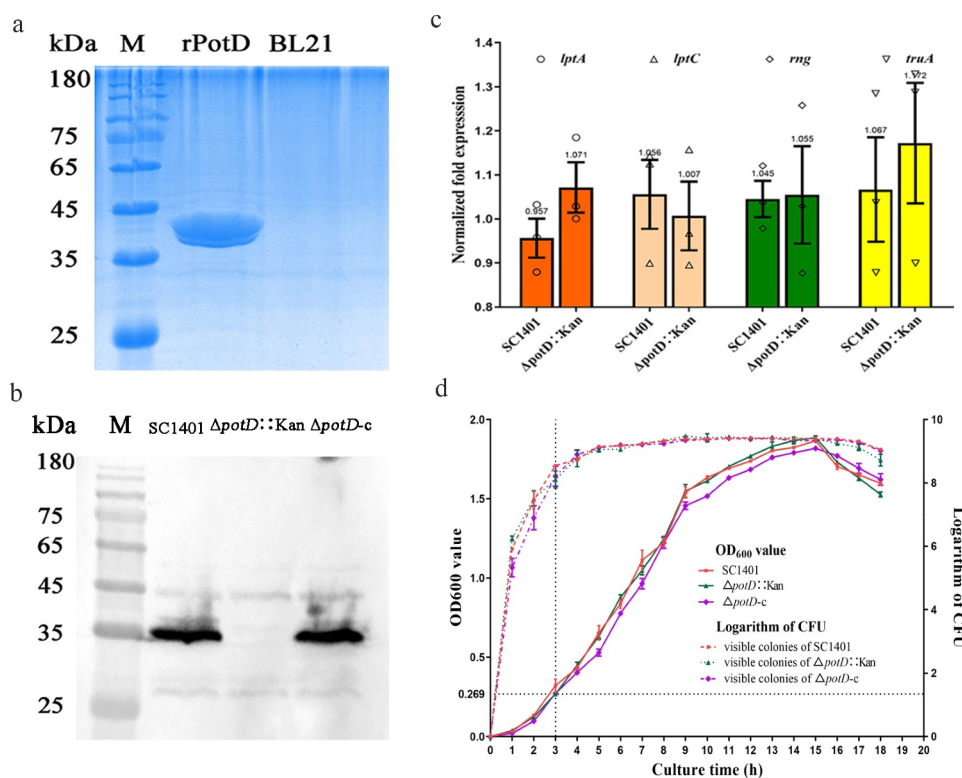 a
kDa M rPotD BL21
180
75
65
45
35
25
b
kDa M SC1401 ΔpotD::Kan ΔpotD-c
180
75
65
45
35
25
c
Normalized fold expresssion
1.4
1.3
1.2
1.1
1.0
0.9
0.8
lptA lptC rng truA
0.957
1.071
1.056
1.007
1.045
1.055
1.067
1.172
SC1401
ΔpotD::Kan
SC1401
ΔpotD::Kan
SC1401
ΔpotD::Kan
SC1401
ΔpotD::Kan
d
OD600 value
2.0
1.5
1.0
0.5
0.269
0.0
Logarithm of CFU
10
8
6
4
2
0
OD600 value
SC1401
△potD::Kan
△potD-c
Logarithm of CFU
visible colonies of SC1401
visible colonies of △potD::Kan
visible colonies of △potD-c
0 1 2 3 4 5 6 7 8 9 10 11 12 13 14 15 16 17 18 19 20
Culture time (h)